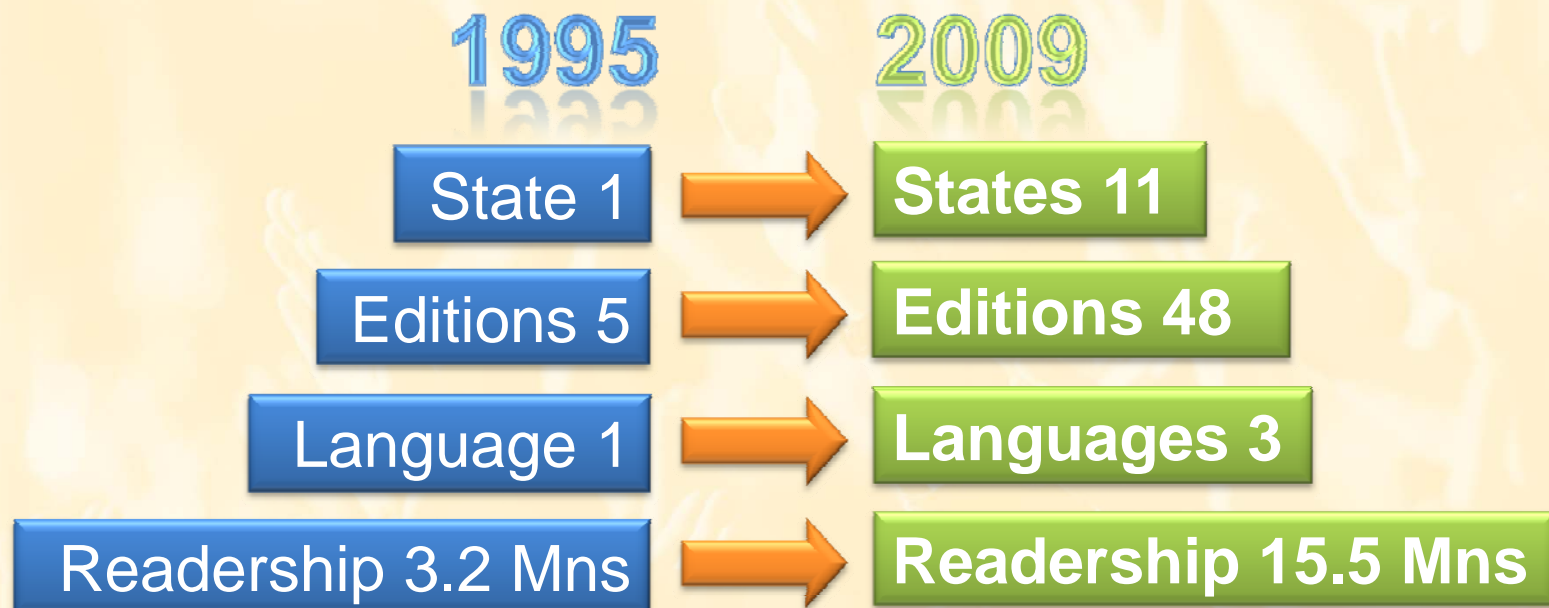 1995 2009
State 1 States 11
Editions 5 Editions 48
Language 1 Languages 3
Readership 3.2 Mns Readership 15.5 Mns